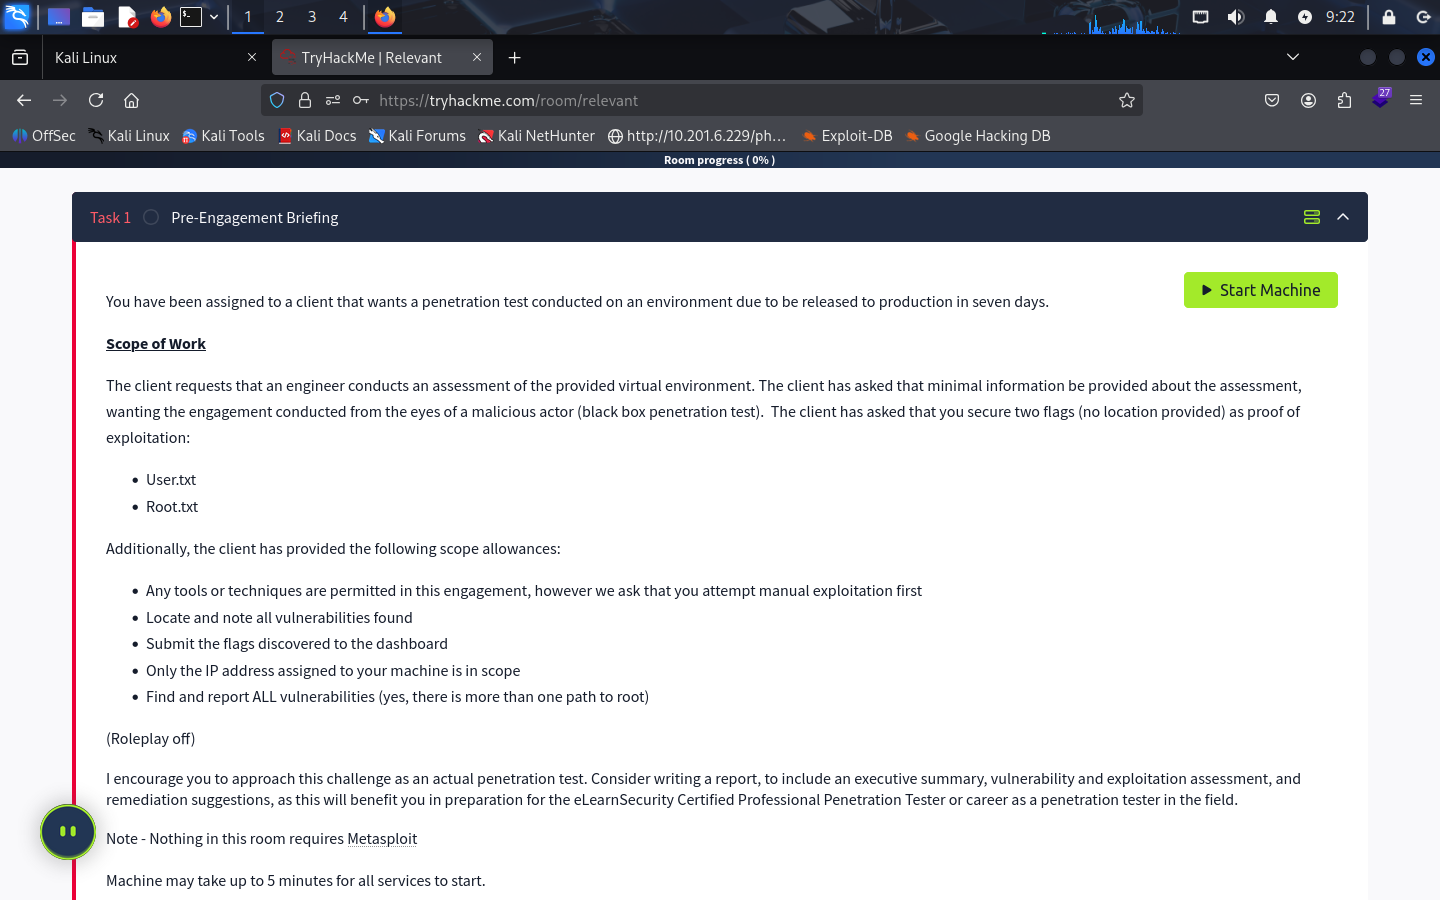 1 2 3 4 9:22
Kali Linux
TryHackMe | Relevant
https://tryhackme.com/room/relevant
27
OffSec Kali Linux Kali Tools Kali Docs Kali Forums Kali NetHunter http://10.201.6.229/ph… Exploit-DB Google Hacking DB
Room progress ( 0% )
Task 1 Pre-Engagement Briefing
Start Machine
You have been assigned to a client that wants a penetration test conducted on an environment due to be released to production in seven days.
Scope of Work
The client requests that an engineer conducts an assessment of the provided virtual environment. The client has asked that minimal information be provided about the assessment,
wanting the engagement conducted from the eyes of a malicious actor (black box penetration test). The client has asked that you secure two flags (no location provided) as proof of
exploitation:
• User.txt
• Root.txt
Additionally, the client has provided the following scope allowances:
• Any tools or techniques are permitted in this engagement, however we ask that you attempt manual exploitation first
• Locate and note all vulnerabilities found
• Submit the flags discovered to the dashboard
• Only the IP address assigned to your machine is in scope
• Find and report ALL vulnerabilities (yes, there is more than one path to root)
(Roleplay off)
I encourage you to approach this challenge as an actual penetration test. Consider writing a report, to include an executive summary, vulnerability and exploitation assessment, and
remediation suggestions, as this will benefit you in preparation for the eLearnSecurity Certified Professional Penetration Tester or career as a penetration tester in the field.
Note - Nothing in this room requires Metasploit
Machine may take up to 5 minutes for all services to start.